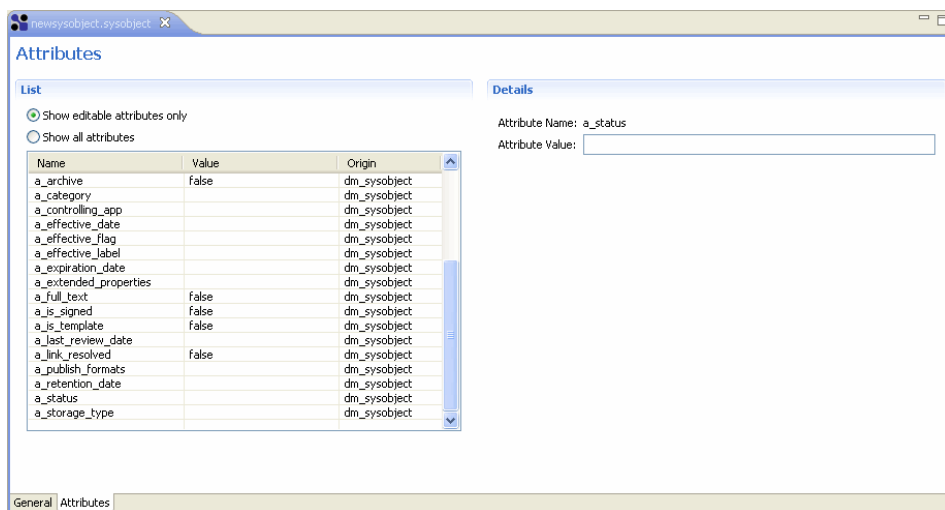 newsysobject.sysobject
Attributes
List
Show editable attributes only
Show all attributes
Name Value Origin
a_archive false dm_sysobject
a_category dm_sysobject
a_controlling_app dm_sysobject
a_effective_date dm_sysobject
a_effective_flag dm_sysobject
a_effective_label dm_sysobject
a_expiration_date dm_sysobject
a_extended_properties dm_sysobject
a_full_text false dm_sysobject
a_is_signed false dm_sysobject
a_is_template false dm_sysobject
a_last_review_date dm_sysobject
a_link_resolved false dm_sysobject
a_publish_formats dm_sysobject
a_retention_date dm_sysobject
a_status dm_sysobject
a_storage_type dm_sysobject
Details
Attribute Name: a_status
Attribute Value:
General Attributes